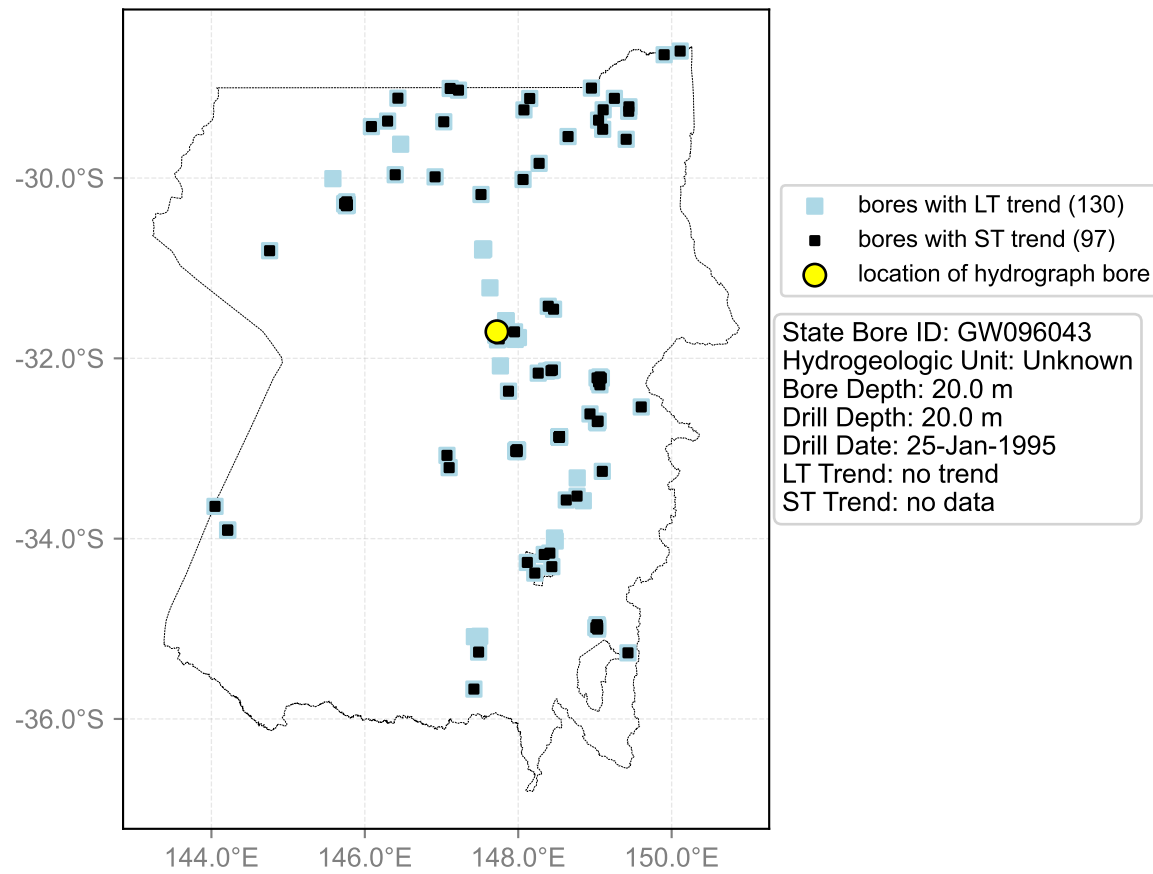 -30.0°S
-32.0°S
-34.0°S
-36.0°S
144.0°E
146.0°E
148.0°E
150.0°E
bores with LT trend (130)
bores with ST trend (97)
location of hydrograph bore
State Bore ID: GW096043
Hydrogeologic Unit: Unknown
Bore Depth: 20.0 m
Drill Depth: 20.0 m
Drill Date: 25-Jan-1995
LT Trend: no trend
ST Trend: no data